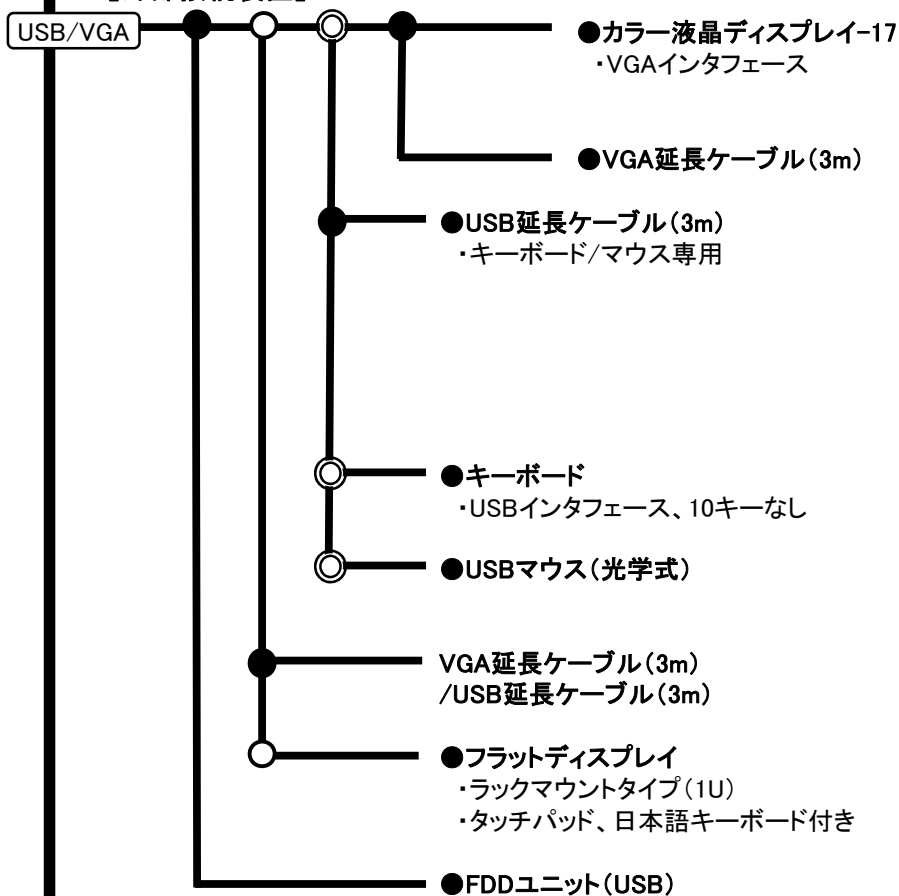 USB/VGA
●カラー液晶ディスプレイ-17
・VGAインタフェース
●VGA延長ケーブル(3m)
●USB延長ケーブル(3m)
・キーボード/マウス専用
●キーボード
・USBインタフェース、10キーなし
●USBマウス(光学式)
VGA延長ケーブル(3m)
/USB延長ケーブル(3m)
●フラットディスプレイ
・ラックマウントタイプ(1U)
・タッチパッド、日本語キーボード付き
●FDDユニット(USB)